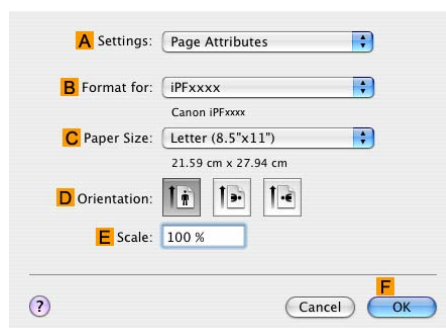 A Settings: Page Attributes
B Format for: iPFxxxx
Canon iPFxxxx
C Paper Size: Letter (8.5"x11")
21.59 cm x 27.94 cm
D Orientation:
E Scale: 100 %
F
? Cancel OK